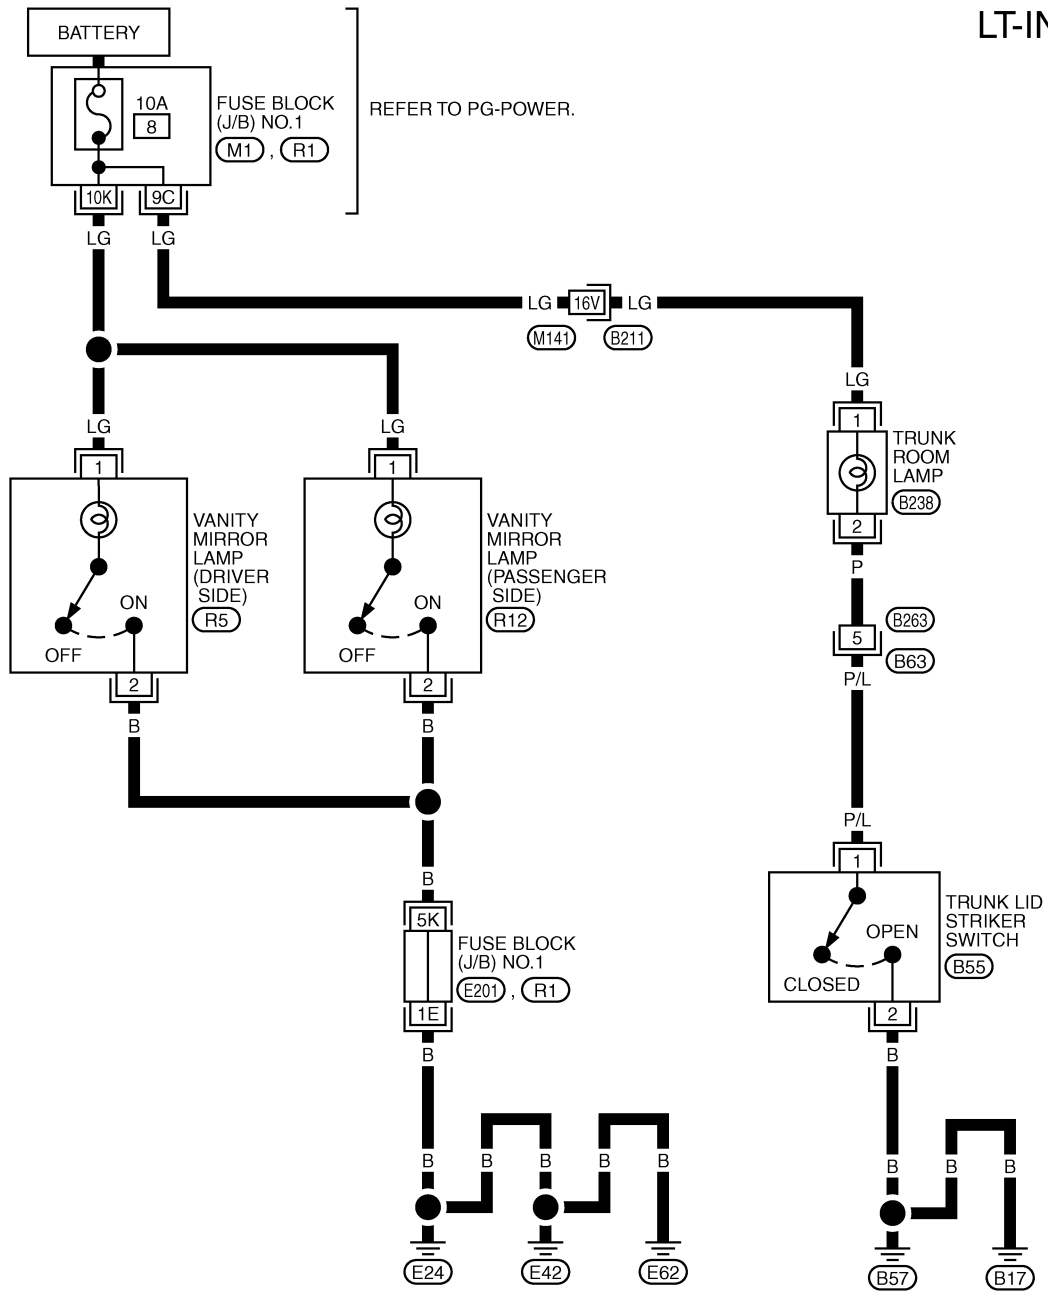 LT-IN
BATTERY
10A
8
FUSE BLOCK
(J/B) NO.1
M1 , R1
REFER TO PG-POWER.
10K
9C
LG
LG
LG
16V
LG
M141
B211
LG
LG
LG
1
TRUNK
ROOM
LAMP
B238
2
P
B263
5
B63
P/L
P/L
1
1
VANITY
MIRROR
LAMP
(DRIVER
SIDE)
R5
ON
OFF
2
B
VANITY
MIRROR
LAMP
(PASSENGER
SIDE)
R12
ON
OFF
2
B
B
5K
FUSE BLOCK
(J/B) NO.1
E201 , R1
1E
B
1
TRUNK LID
STRIKER
SWITCH
B55
OPEN
CLOSED
2
B
B
B
B
B
B
B
B
B
E24
E42
E62
B57
B17